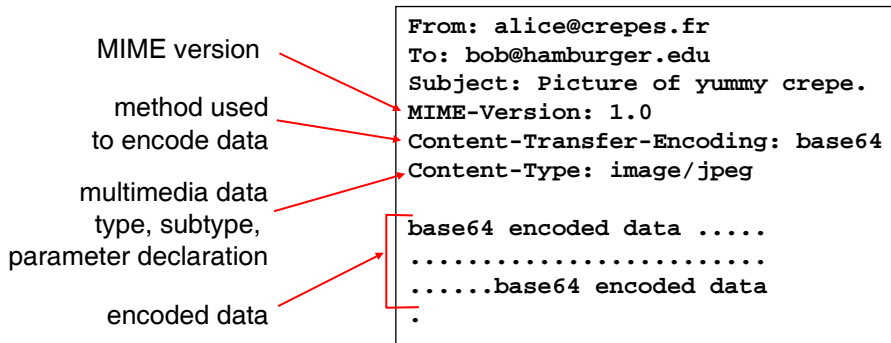 MIME version
method used
to encode data
multimedia data
type, subtype,
parameter declaration
encoded data
From: alice@crepes.fr
To: bob@hamburger.edu
Subject: Picture of yummy crepe.
MIME-Version: 1.0
Content-Transfer-Encoding: base64
Content-Type: image/jpeg
base64 encoded data .....
.........................
......base64 encoded data
.